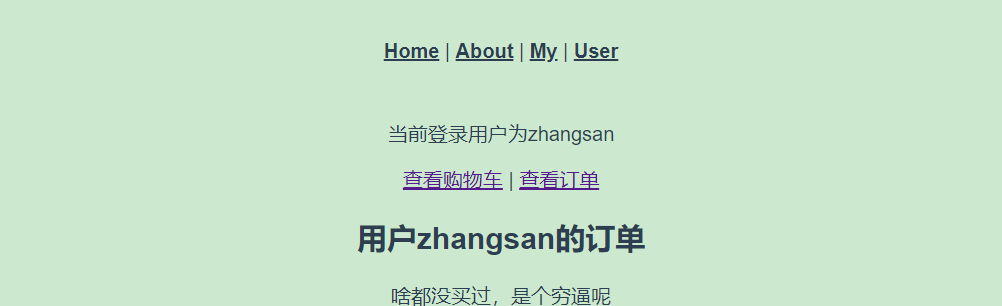 Home | About | My | User
当前登录用户为zhangsan
查看购物车 | 查看订单
用户zhangsan的订单
啥都没买过，是个穷逼呢